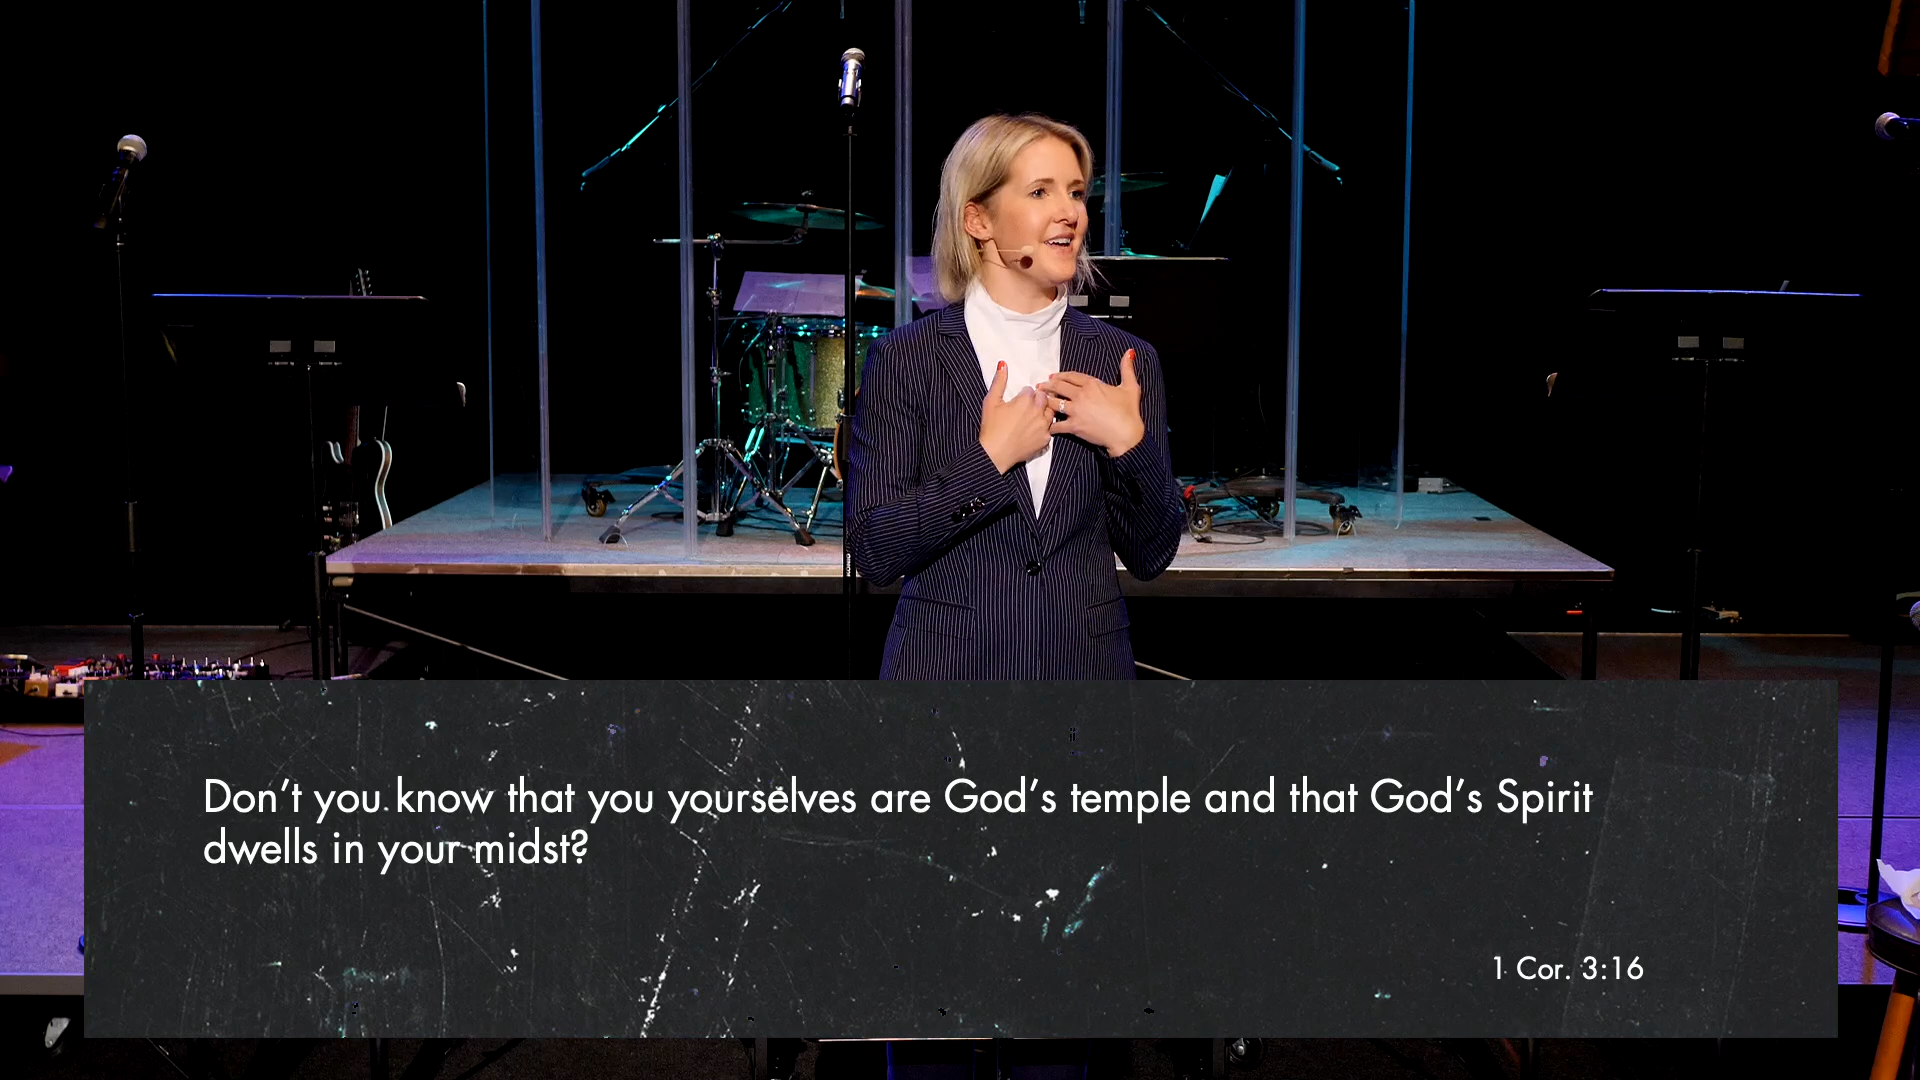 Don’t you know that you yourselves are God’s temple and that God’s Spirit
dwells in your midst?
1 Cor. 3:16